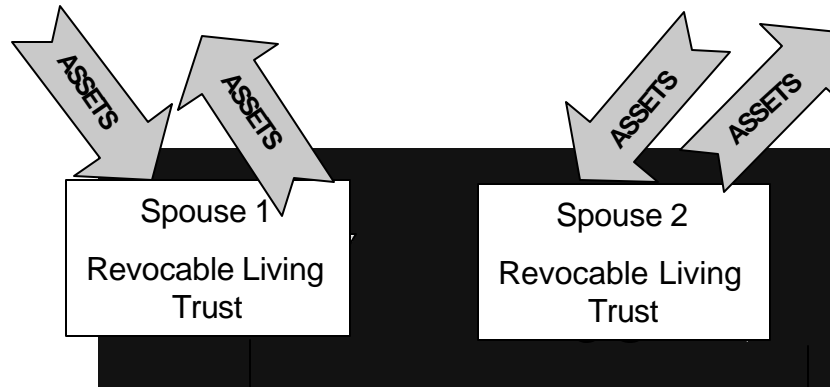 ASSETS
ASSETS
ASSETS
ASSETS
Spouse 1
Revocable Living
Trust
Spouse 2
Revocable Living
Trust